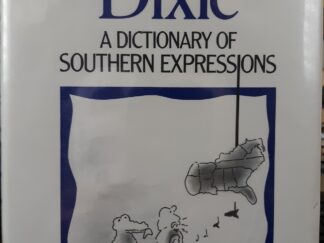 Dixie
A DICTIONARY OF
SOUTHERN EXPRESSIONS